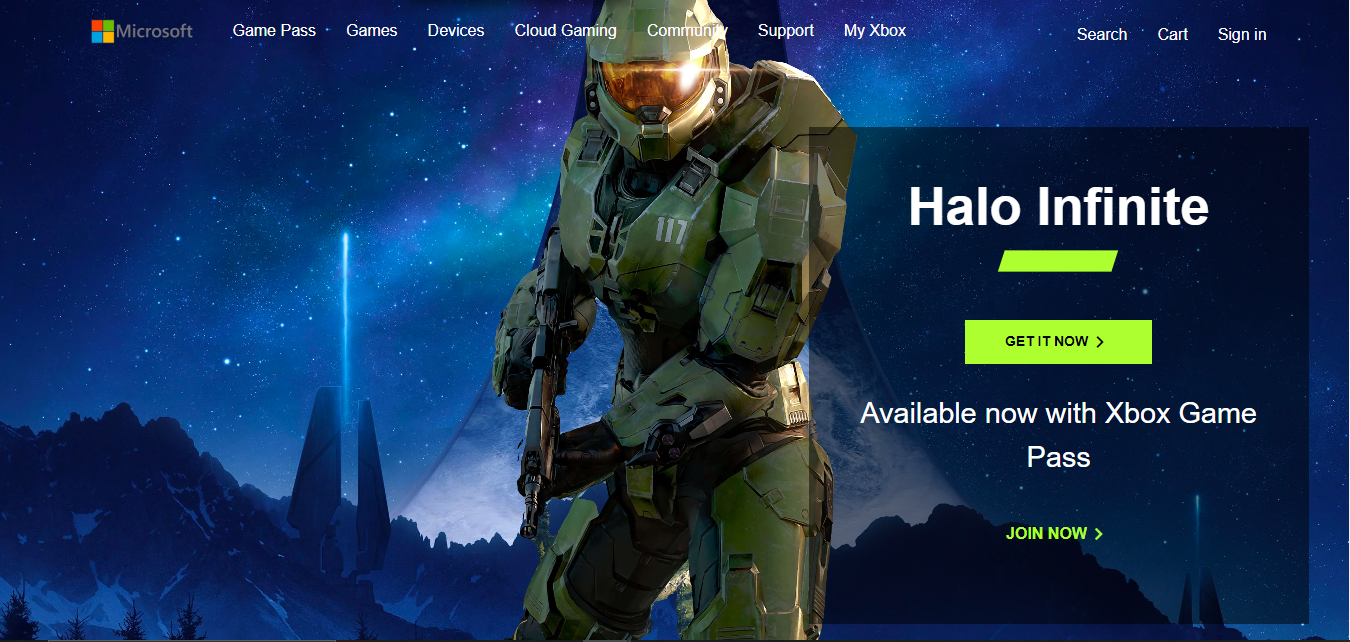 Microsoft Game Pass Games Devices Cloud Gaming Community Support My Xbox Search Cart Sign in
117
Halo Infinite
GET IT NOW
Available now with Xbox Game
Pass
JOIN NOW